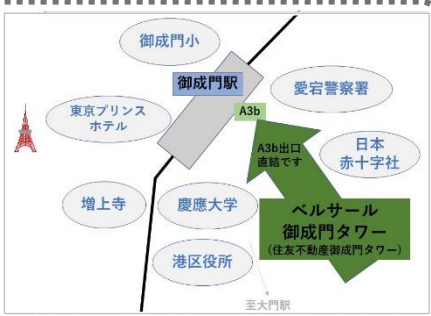 御成門小
御成門駅
愛宕警察署
A3b
東京プリンス
ホテル
A3b出口
直結です
日本
赤十字社
増上寺
慶應大学
ベルサール
御成門タワー
(住友不動産御成門タワー)
港区役所
至大門駅